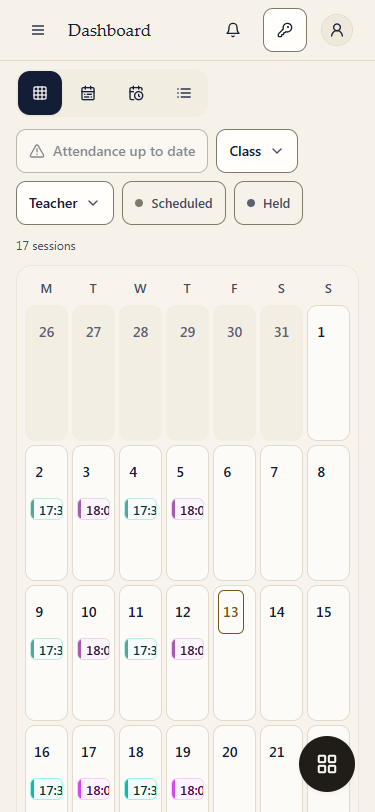 Dashboard
Attendance up to date
Class
Teacher
Scheduled
Held
17 sessions
M T W T F S S
26 27 28 29 30 31 1
2 3 4 5 6 7 8
17:3 18:0 17:3 18:0
9 10 11 12 13 14 15
17:3 18:0 17:3 18:0
16 17 18 19 20 21
17:3 18:0 17:3 18:0